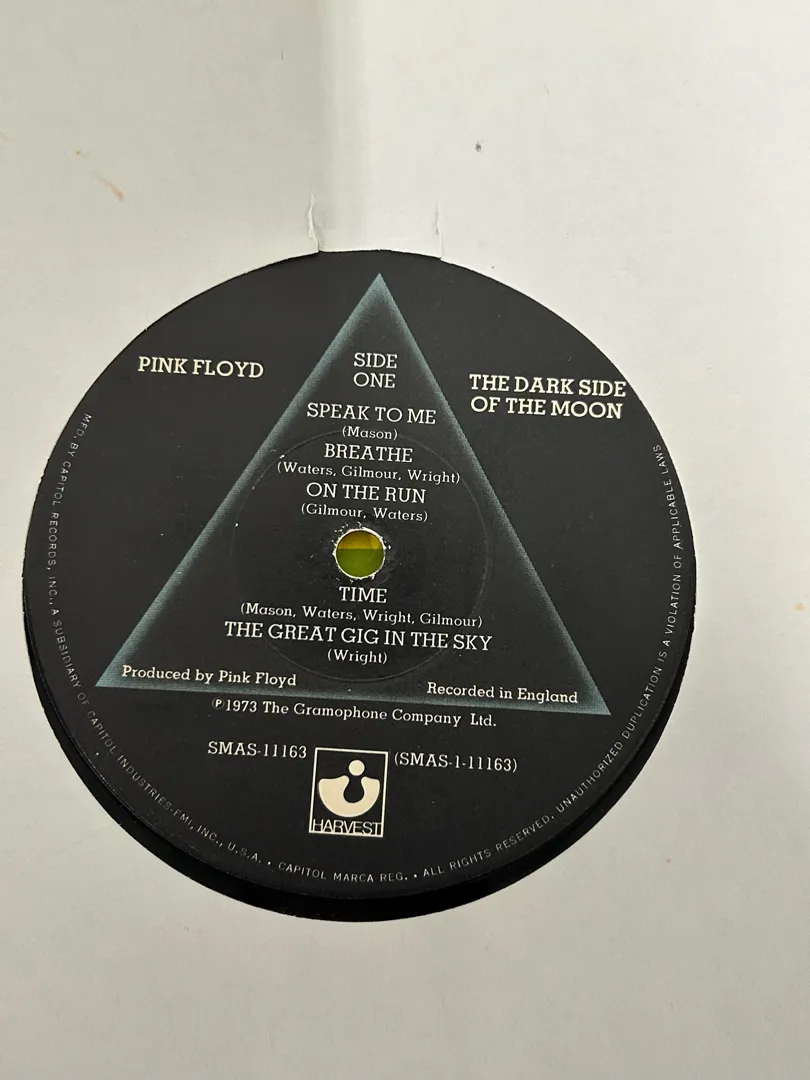 SIDE
ONE
PINK FLOYD
THE DARK SIDE
OF THE MOON
SPEAK TO ME
(Mason)
BREATHE
(Waters, Gilmour, Wright)
ON THE RUN
(Gilmour, Waters)
TIME
(Mason, Waters, Wright, Gilmour)
THE GREAT GIG IN THE SKY
(Wright)
Produced by Pink Floyd
Recorded in England
℗ 1973 The Gramophone Company Ltd.
SMAS-11163
(SMAS-1-11163)
HARVEST
MFD. BY CAPITOL RECORDS, INC., A SUBSIDIARY OF CAPITOL INDUSTRIES-EMI, INC., U.S.A. • CAPITOL MARCA REG. • ALL RIGHTS RESERVED. UNAUTHORIZED DUPLICATION IS A VIOLATION OF APPLICABLE LAWS